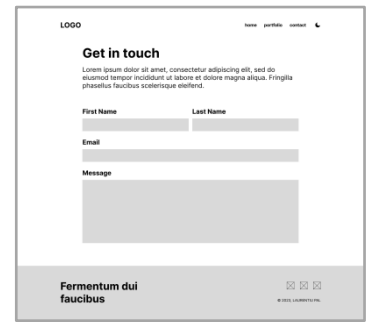 LOGO
home portfolio contact
Get in touch
Lorem ipsum dolor sit amet, consectetur adipiscing elit, sed do
eiusmod tempor incididunt ut labore et dolore magna aliqua. Fringilla
phasellus faucibus scelerisque eleifend.
First Name Last Name
Email
Message
Fermentum dui
faucibus
© 2023,